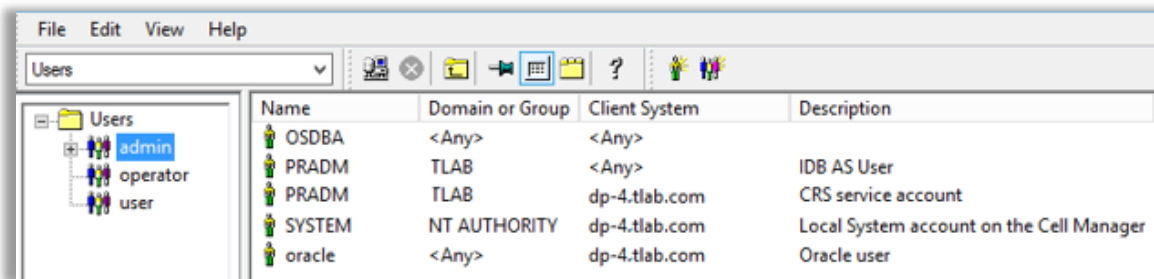 File Edit View Help
Users
?
Users
admin
operator
user
Name Domain or Group Client System Description
OSDBA <Any> <Any>
PRADM TLAB <Any> IDB AS User
PRADM TLAB dp-4.tlab.com CRS service account
SYSTEM NT AUTHORITY dp-4.tlab.com Local System account on the Cell Manager
oracle <Any> dp-4.tlab.com Oracle user